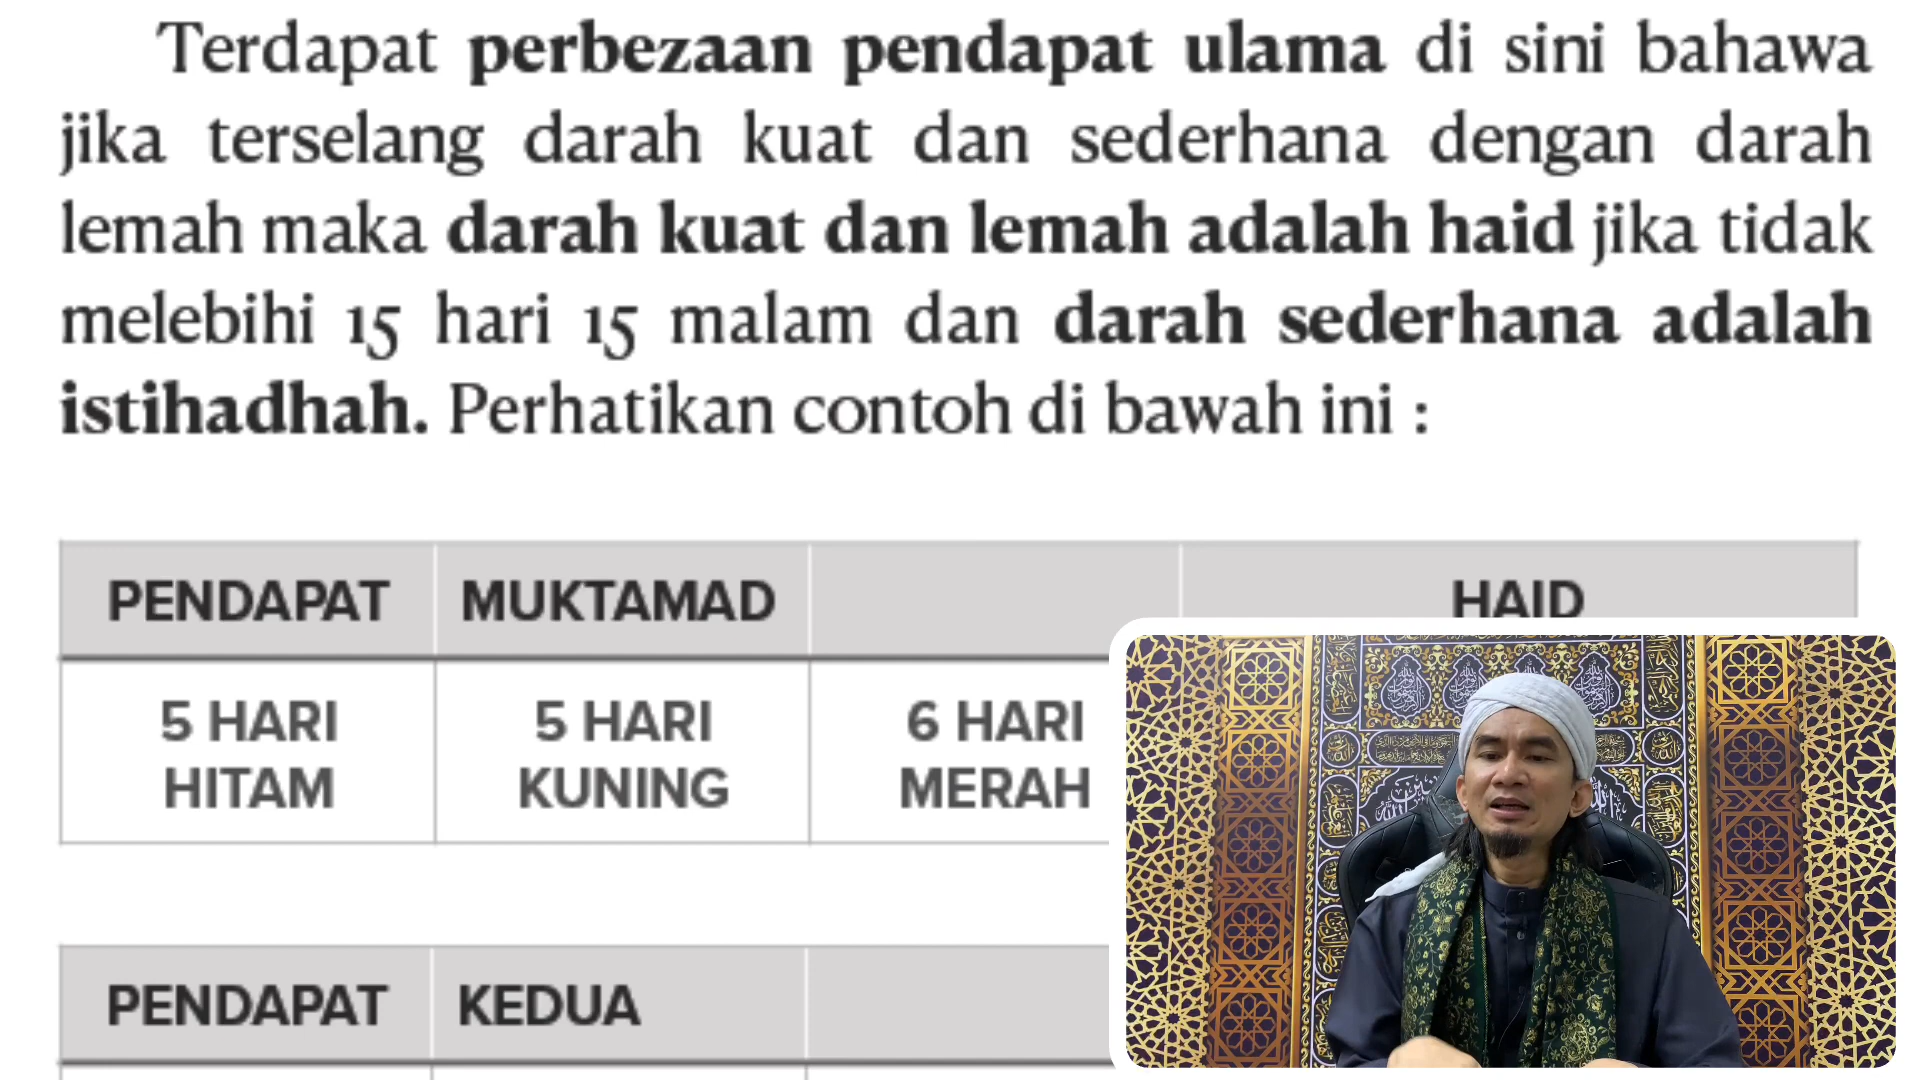 Terdapat perbezaan pendapat ulama di sini bahawa
jika terselang darah kuat dan sederhana dengan darah
lemah maka darah kuat dan lemah adalah haid jika tidak
melebihi 15 hari 15 malam dan darah sederhana adalah
istihadhah. Perhatikan contoh di bawah ini :
PENDAPAT MUKTAMAD HAID
5 HARI 5 HARI 6 HARI
HITAM KUNING MERAH
PENDAPAT KEDUA